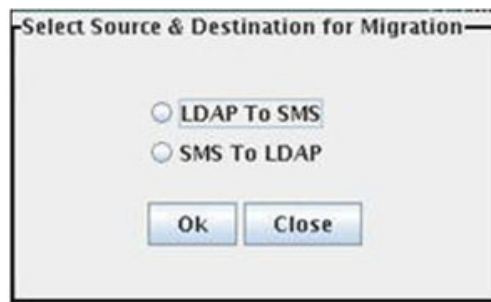 Select Source & Destination for Migration
LDAP To SMS
SMS To LDAP
Ok Close